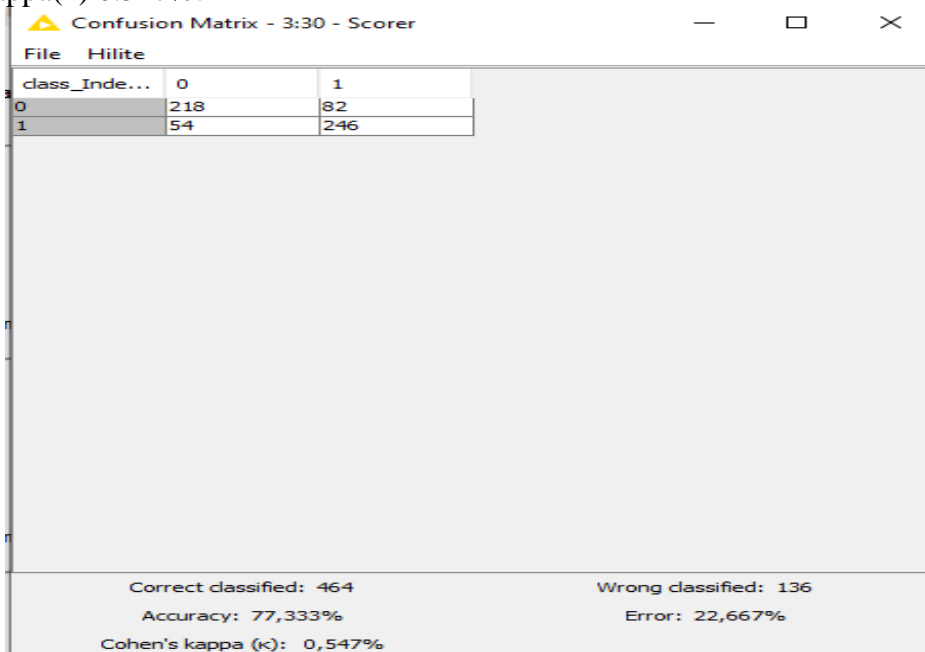 Confusion Matrix - 3:30 - Scorer
File Hilite
class_Inde... 0 1
0 218 82
1 54 246
Correct classified: 464 Wrong classified: 136
Accuracy: 77,333% Error: 22,667%
Cohen's kappa (κ): 0,547%